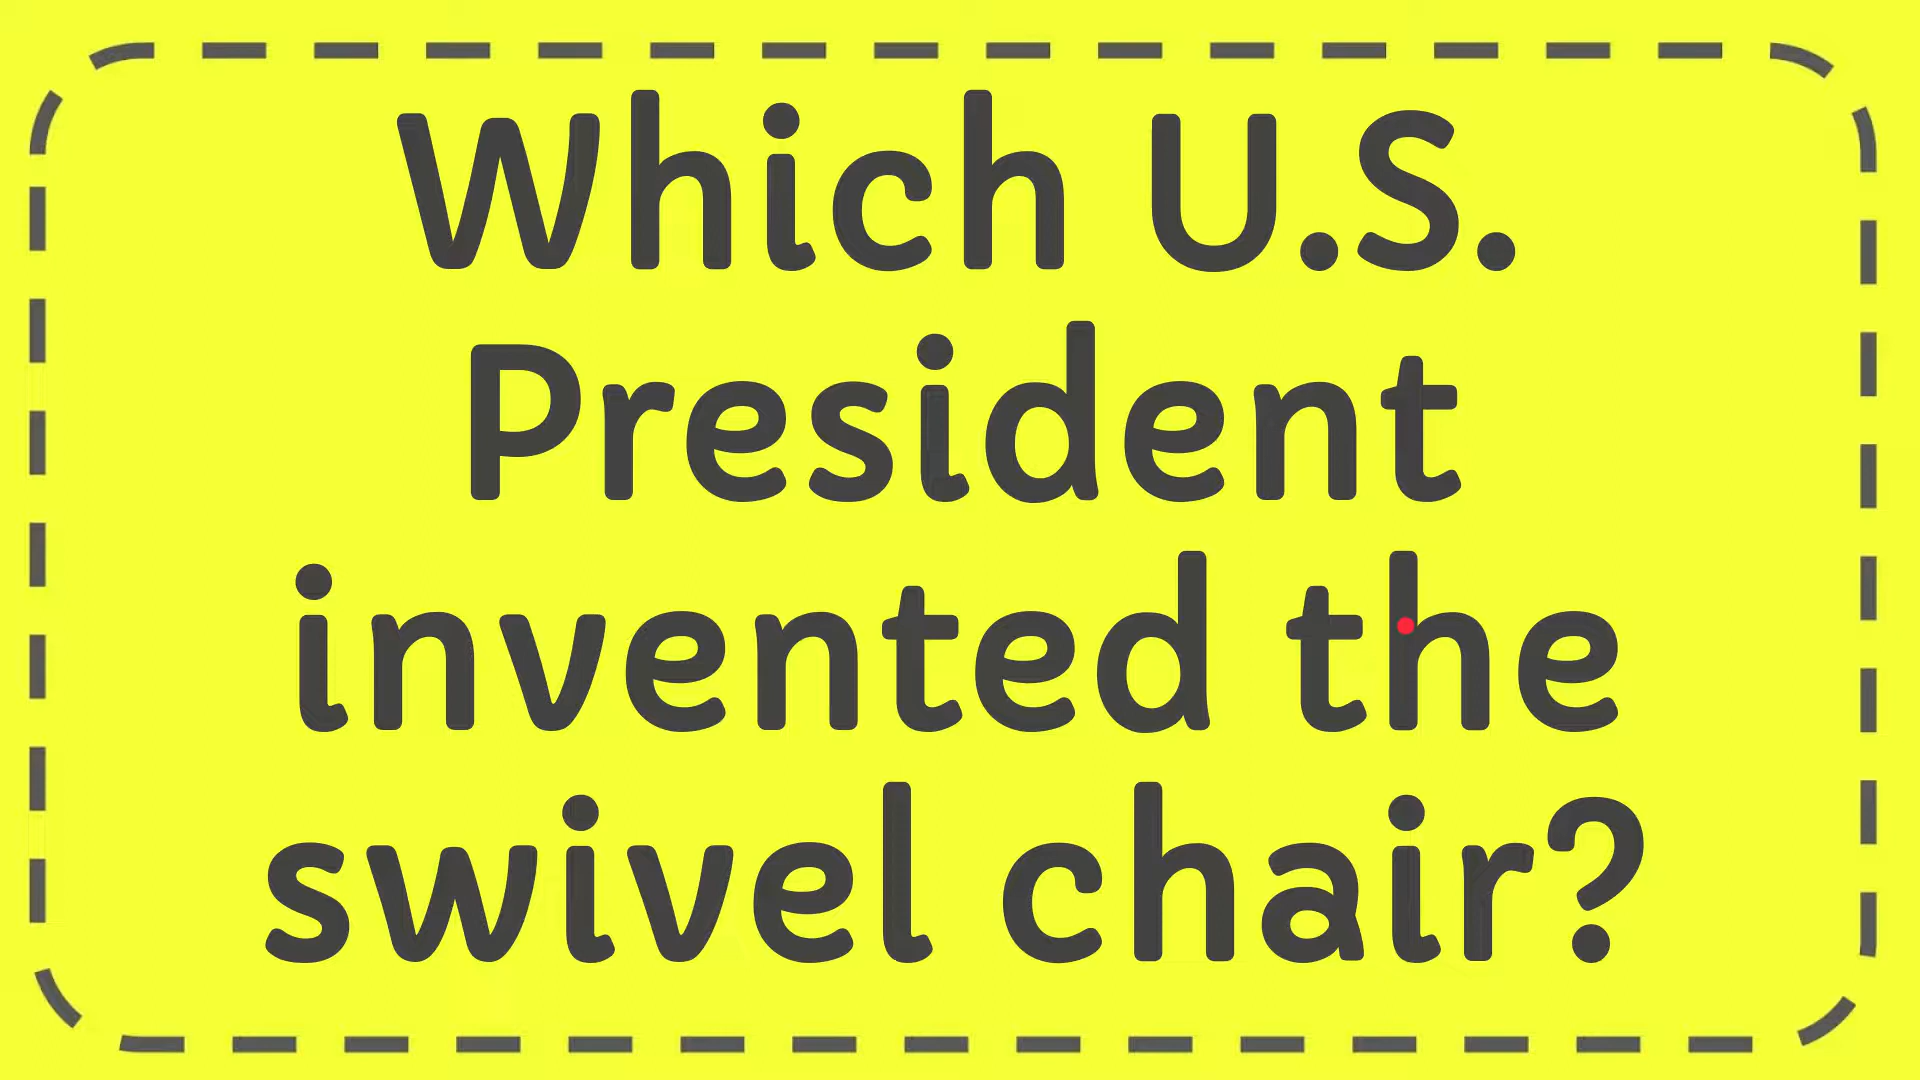 Which U.S.
President
invented the
swivel chair?